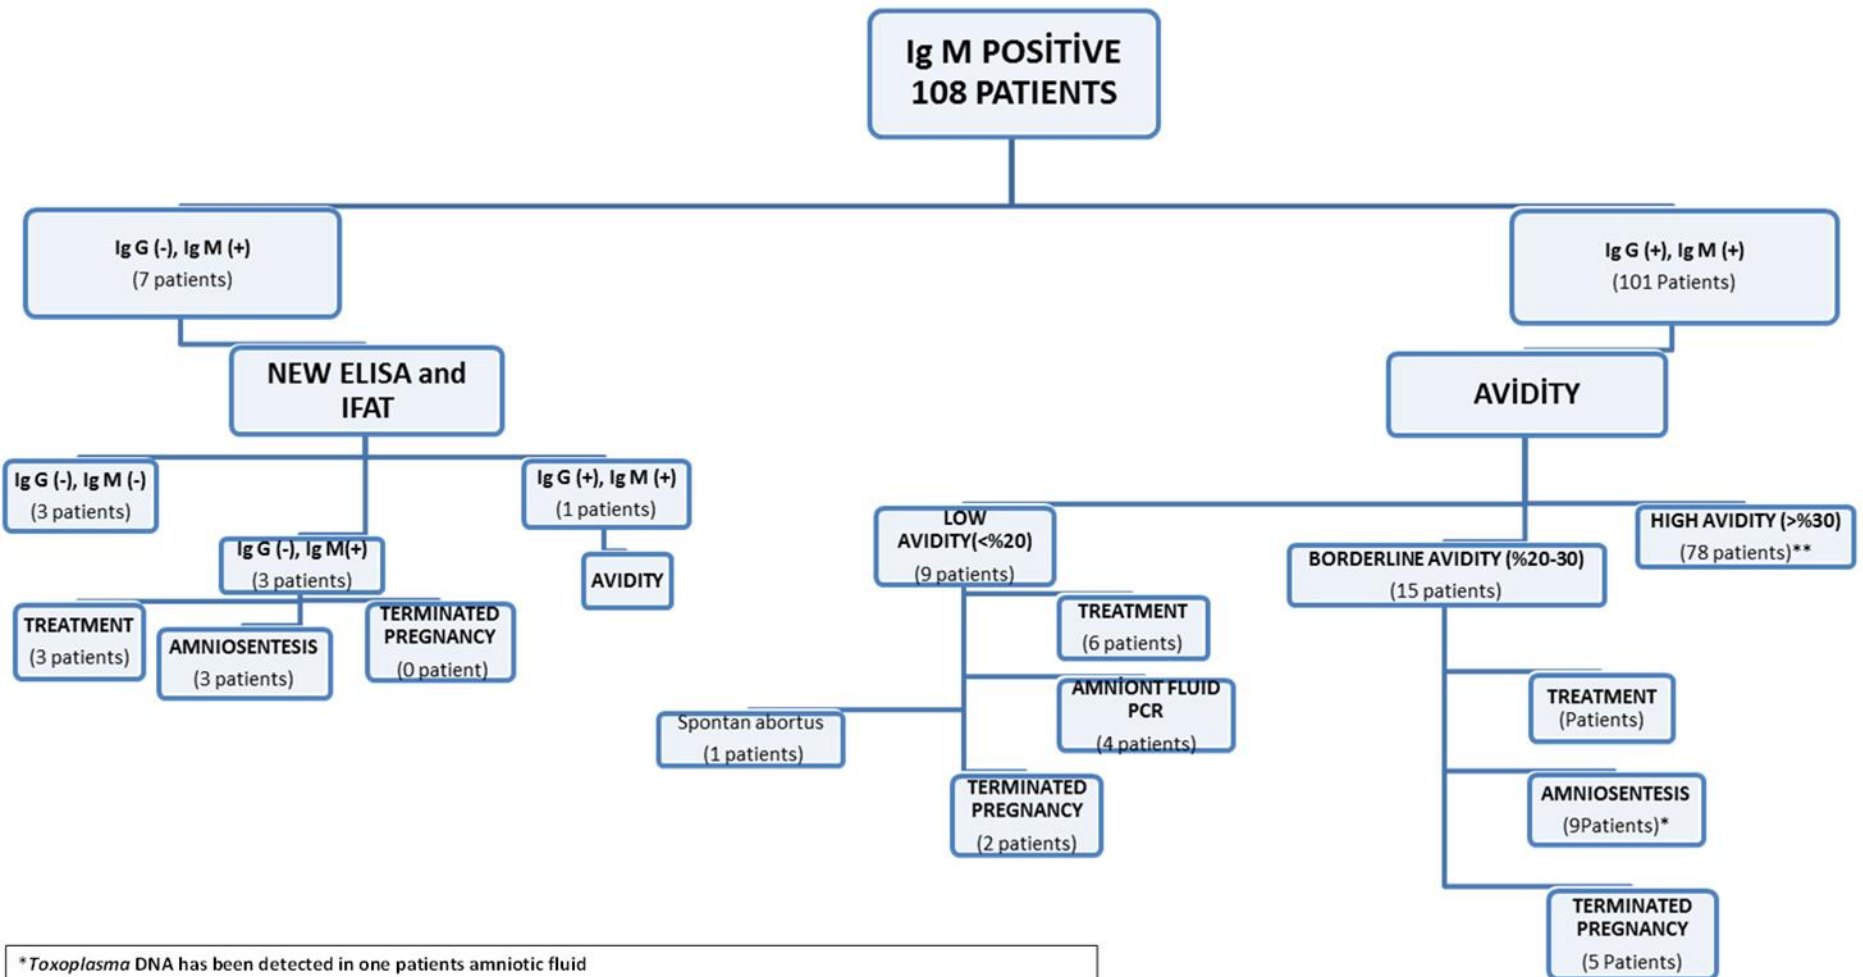 Ig M POSİTİVE
108 PATIENTS
Ig G (-), Ig M (+)
(7 patients)
Ig G (+), Ig M (+)
(101 Patients)
NEW ELISA and
IFAT
AVİDİTY
Ig G (-), Ig M (-)
(3 patients)
Ig G (-), Ig M(+)
(3 patients)
Ig G (+), Ig M (+)
(1 patients)
AVIDITY
TREATMENT
(3 patients)
AMNIOSENTESIS
(3 patients)
TERMINATED
PREGNANCY
(0 patient)
LOW
AVIDITY(<%20)
(9 patients)
TREATMENT
(6 patients)
AMNİONT FLUID
PCR
(4 patients)
Spontan abortus
(1 patients)
TERMINATED
PREGNANCY
(2 patients)
BORDERLINE AVIDITY (%20-30)
(15 patients)
HIGH AVIDITY (>%30)
(78 patients)**
TREATMENT
(Patients)
AMNIOSENTESIS
(9Patients)*
TERMINATED
PREGNANCY
(5 Patients)
*Toxoplasma DNA has been detected in one patients amniotic fluid